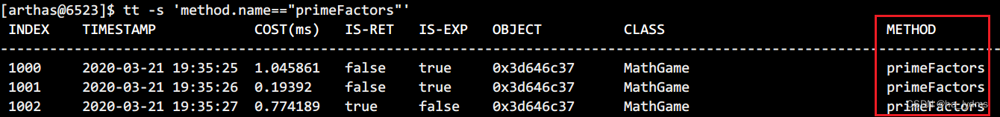 [arthas@6523]$ tt -s 'method.name=="primeFactors"'
INDEX TIMESTAMP COST(ms) IS-RET IS-EXP OBJECT CLASS METHOD
1000 2020-03-21 19:35:25 1.045861 false true 0x3d646c37 MathGame primeFactors
1001 2020-03-21 19:35:26 0.19392 false true 0x3d646c37 MathGame primeFactors
1002 2020-03-21 19:35:27 0.774189 true false 0x3d646c37 MathGame primeFactors
CSDN @ha_lydms